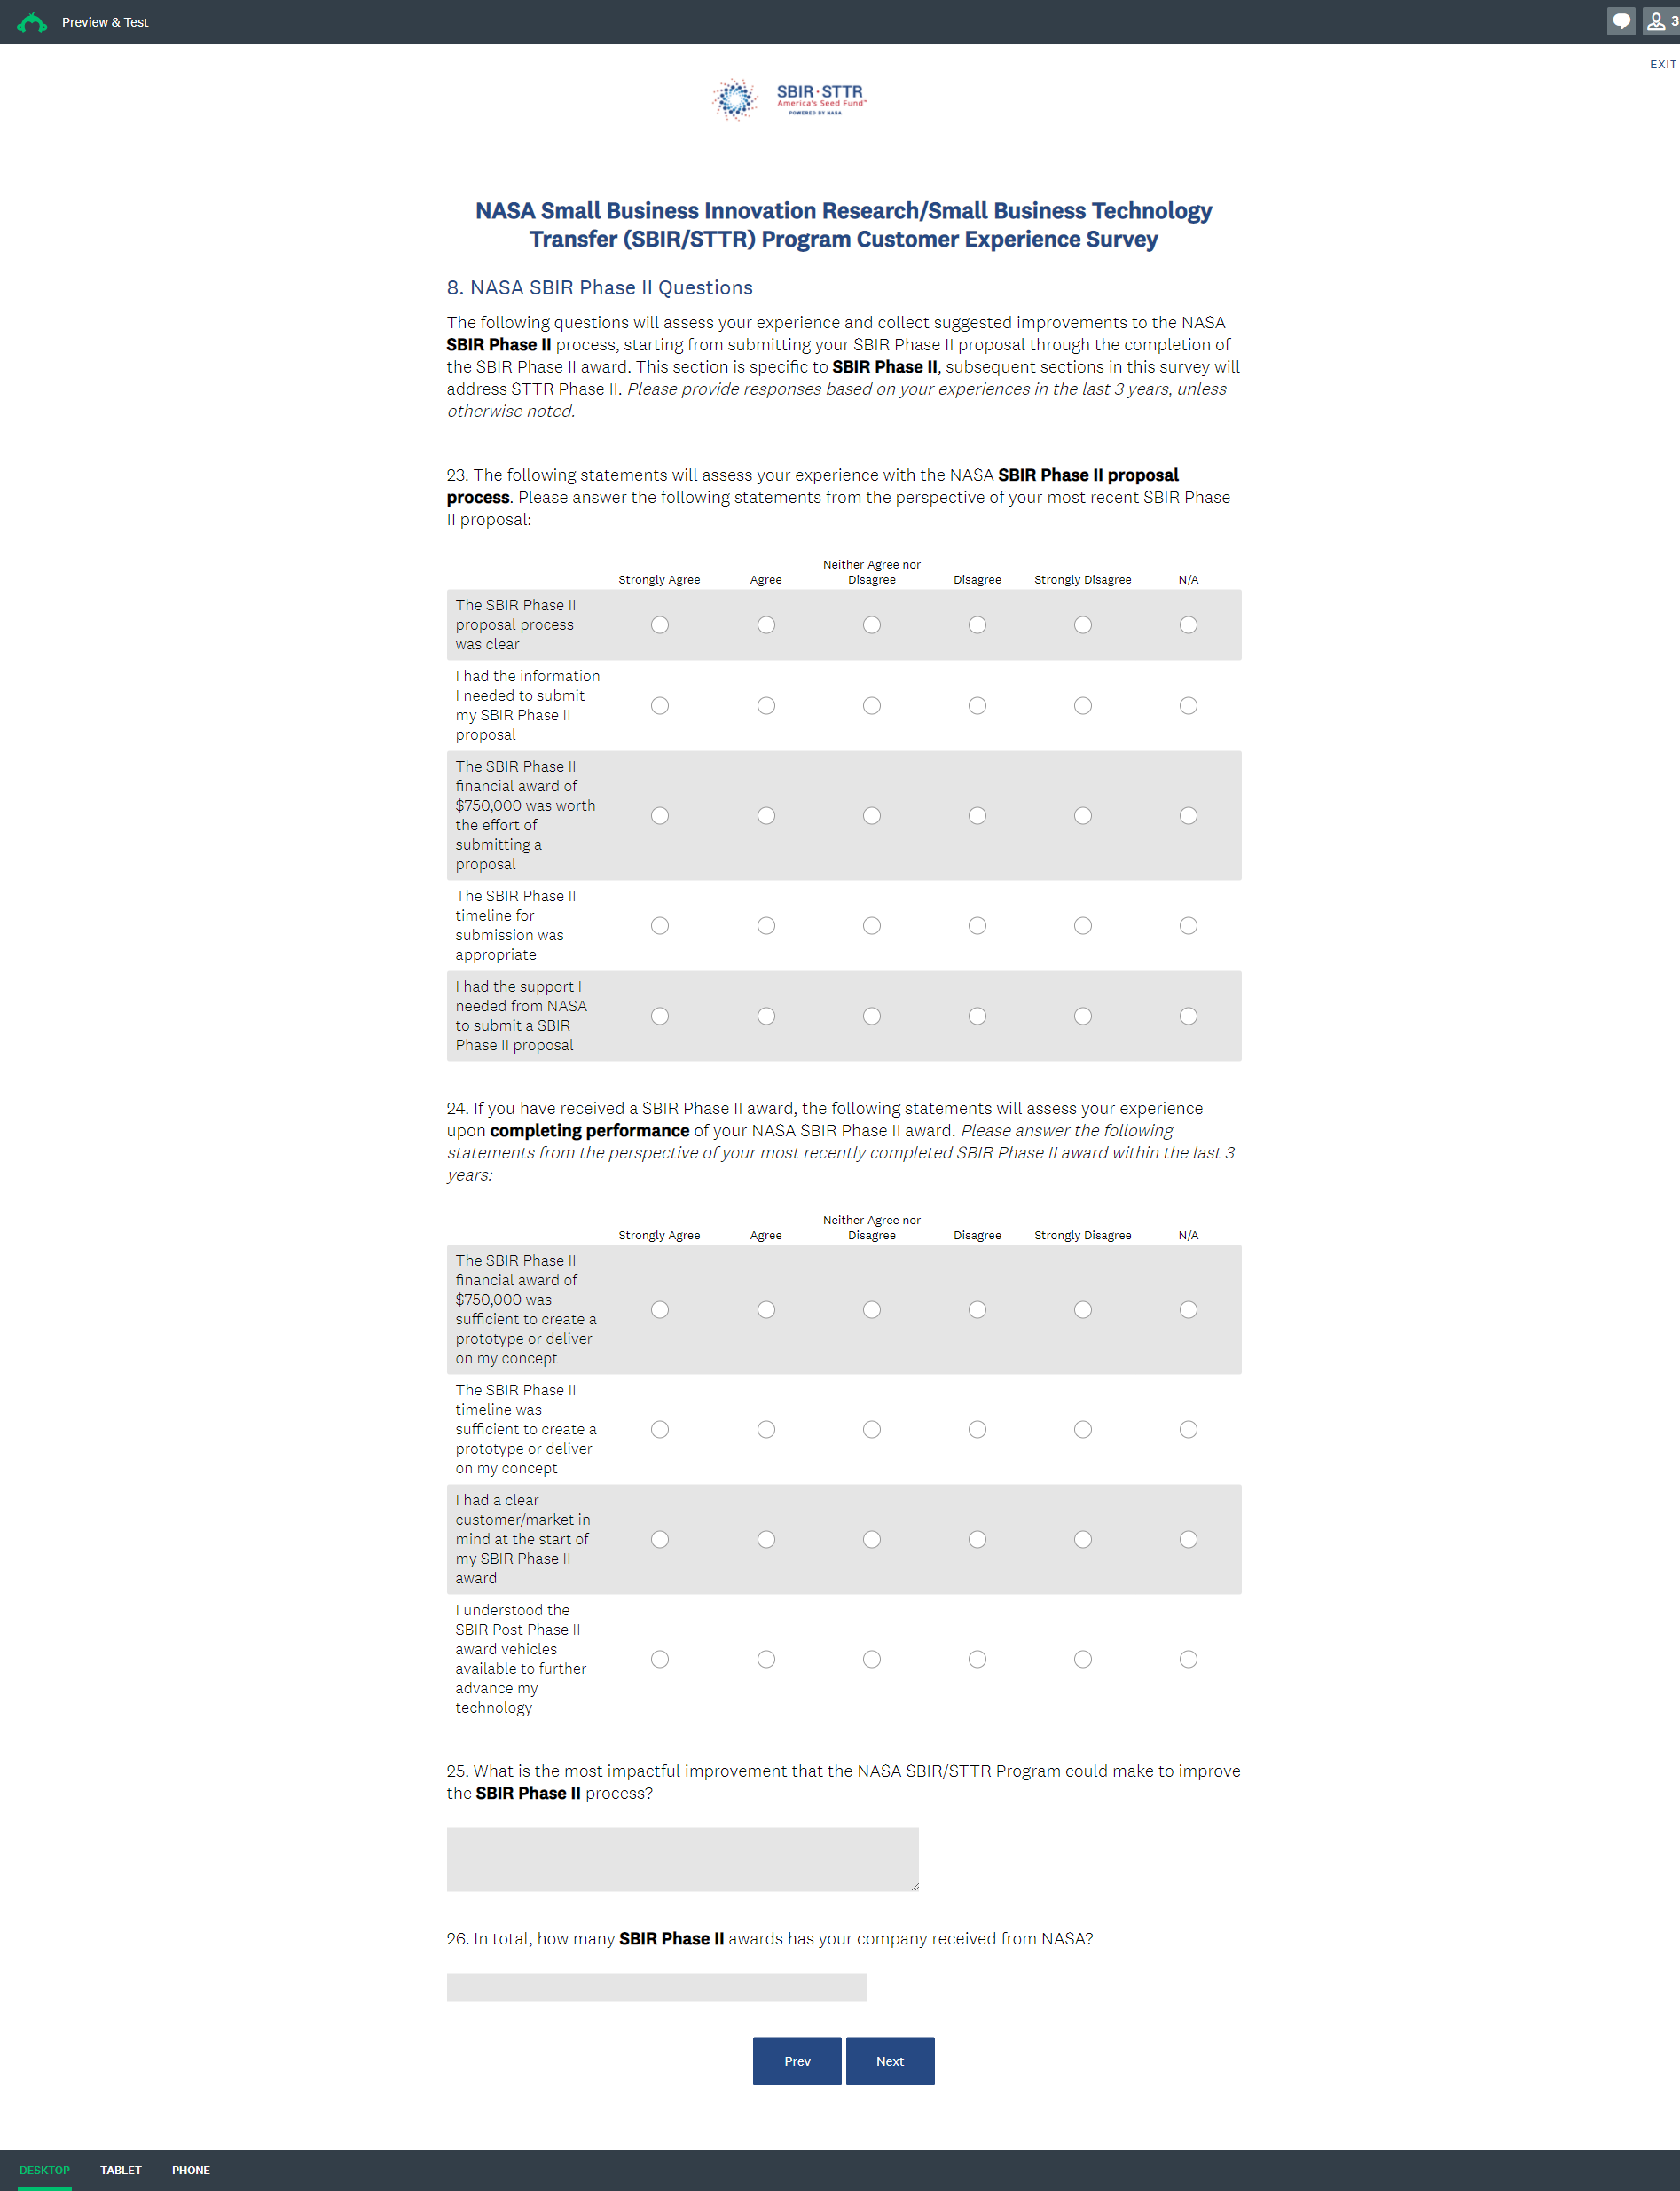 Preview & Test
3
EXIT
SBIR·STTR
America's Seed Fund™
POWERED BY NASA
NASA Small Business Innovation Research/Small Business Technology
Transfer (SBIR/STTR) Program Customer Experience Survey
8. NASA SBIR Phase II Questions
The following questions will assess your experience and collect suggested improvements to the NASA
SBIR Phase II process, starting from submitting your SBIR Phase II proposal through the completion of
the SBIR Phase II award. This section is specific to SBIR Phase II, subsequent sections in this survey will
address STTR Phase II. Please provide responses based on your experiences in the last 3 years, unless
otherwise noted.
23. The following statements will assess your experience with the NASA SBIR Phase II proposal
process. Please answer the following statements from the perspective of your most recent SBIR Phase
II proposal:
Neither Agree nor
Strongly Agree Agree Disagree Disagree Strongly Disagree N/A
The SBIR Phase II
proposal process
was clear
I had the information
I needed to submit
my SBIR Phase II
proposal
The SBIR Phase II
financial award of
$750,000 was worth
the effort of
submitting a
proposal
The SBIR Phase II
timeline for
submission was
appropriate
I had the support I
needed from NASA
to submit a SBIR
Phase II proposal
24. If you have received a SBIR Phase II award, the following statements will assess your experience
upon completing performance of your NASA SBIR Phase II award. Please answer the following
statements from the perspective of your most recently completed SBIR Phase II award within the last 3
years:
Neither Agree nor
Strongly Agree Agree Disagree Disagree Strongly Disagree N/A
The SBIR Phase II
financial award of
$750,000 was
sufficient to create a
prototype or deliver
on my concept
The SBIR Phase II
timeline was
sufficient to create a
prototype or deliver
on my concept
I had a clear
customer/market in
mind at the start of
my SBIR Phase II
award
I understood the
SBIR Post Phase II
award vehicles
available to further
advance my
technology
25. What is the most impactful improvement that the NASA SBIR/STTR Program could make to improve
the SBIR Phase II process?
26. In total, how many SBIR Phase II awards has your company received from NASA?
Prev Next
DESKTOP TABLET PHONE